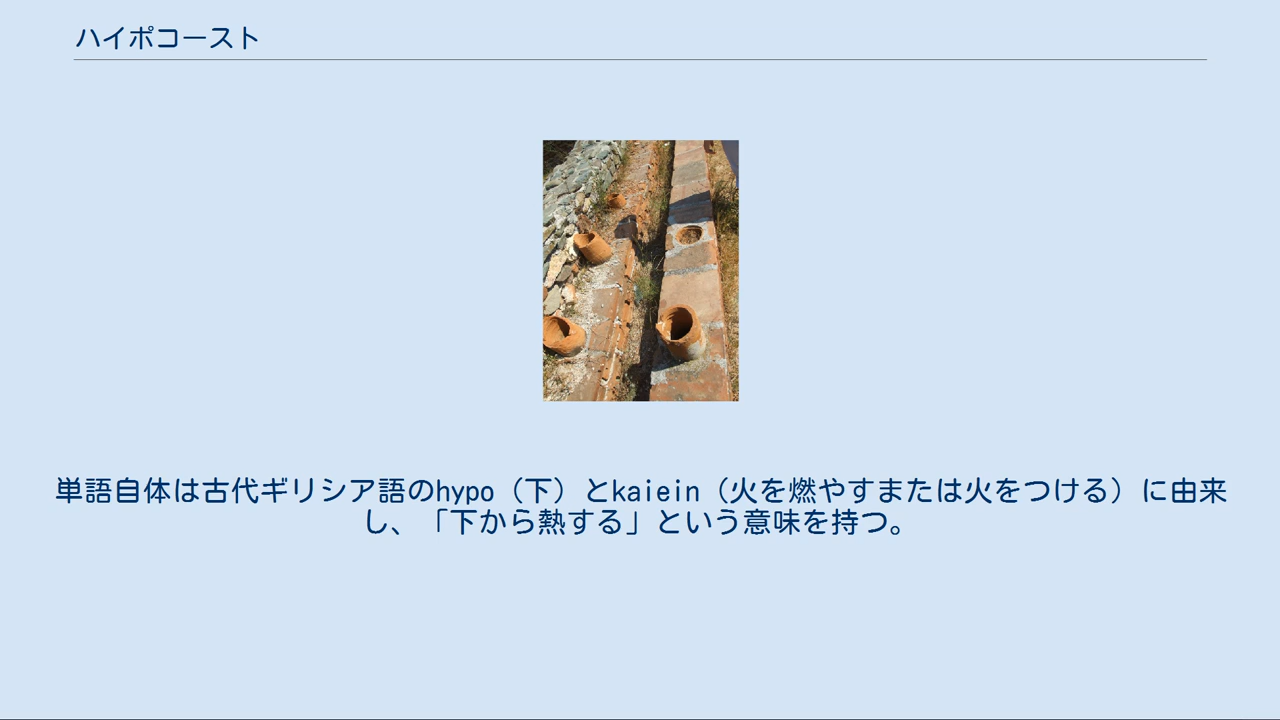 ハイポコースト
単語自体は古代ギリシア語のhypo（下）とkaiein（火を燃やすまたは火をつける）に由来
し、「下から熱する」という意味を持つ。